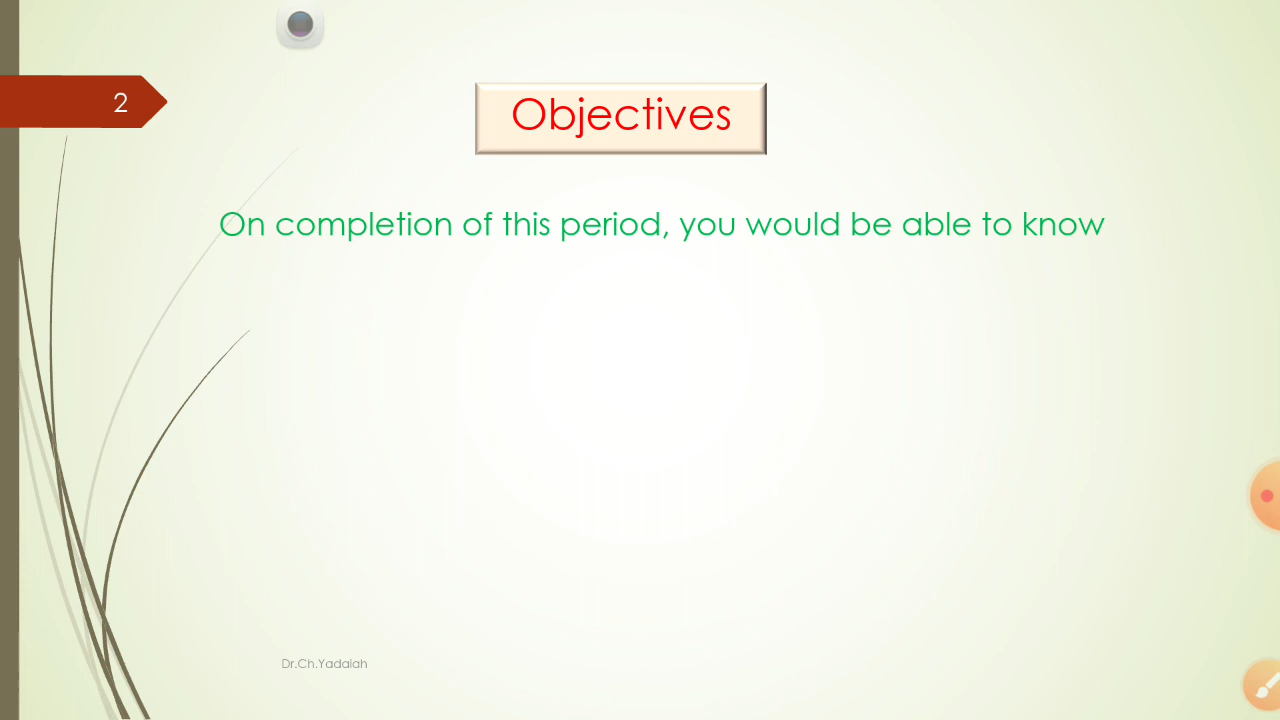 2
Objectives
On completion of this period, you would be able to know
Dr.Ch.Yadaiah